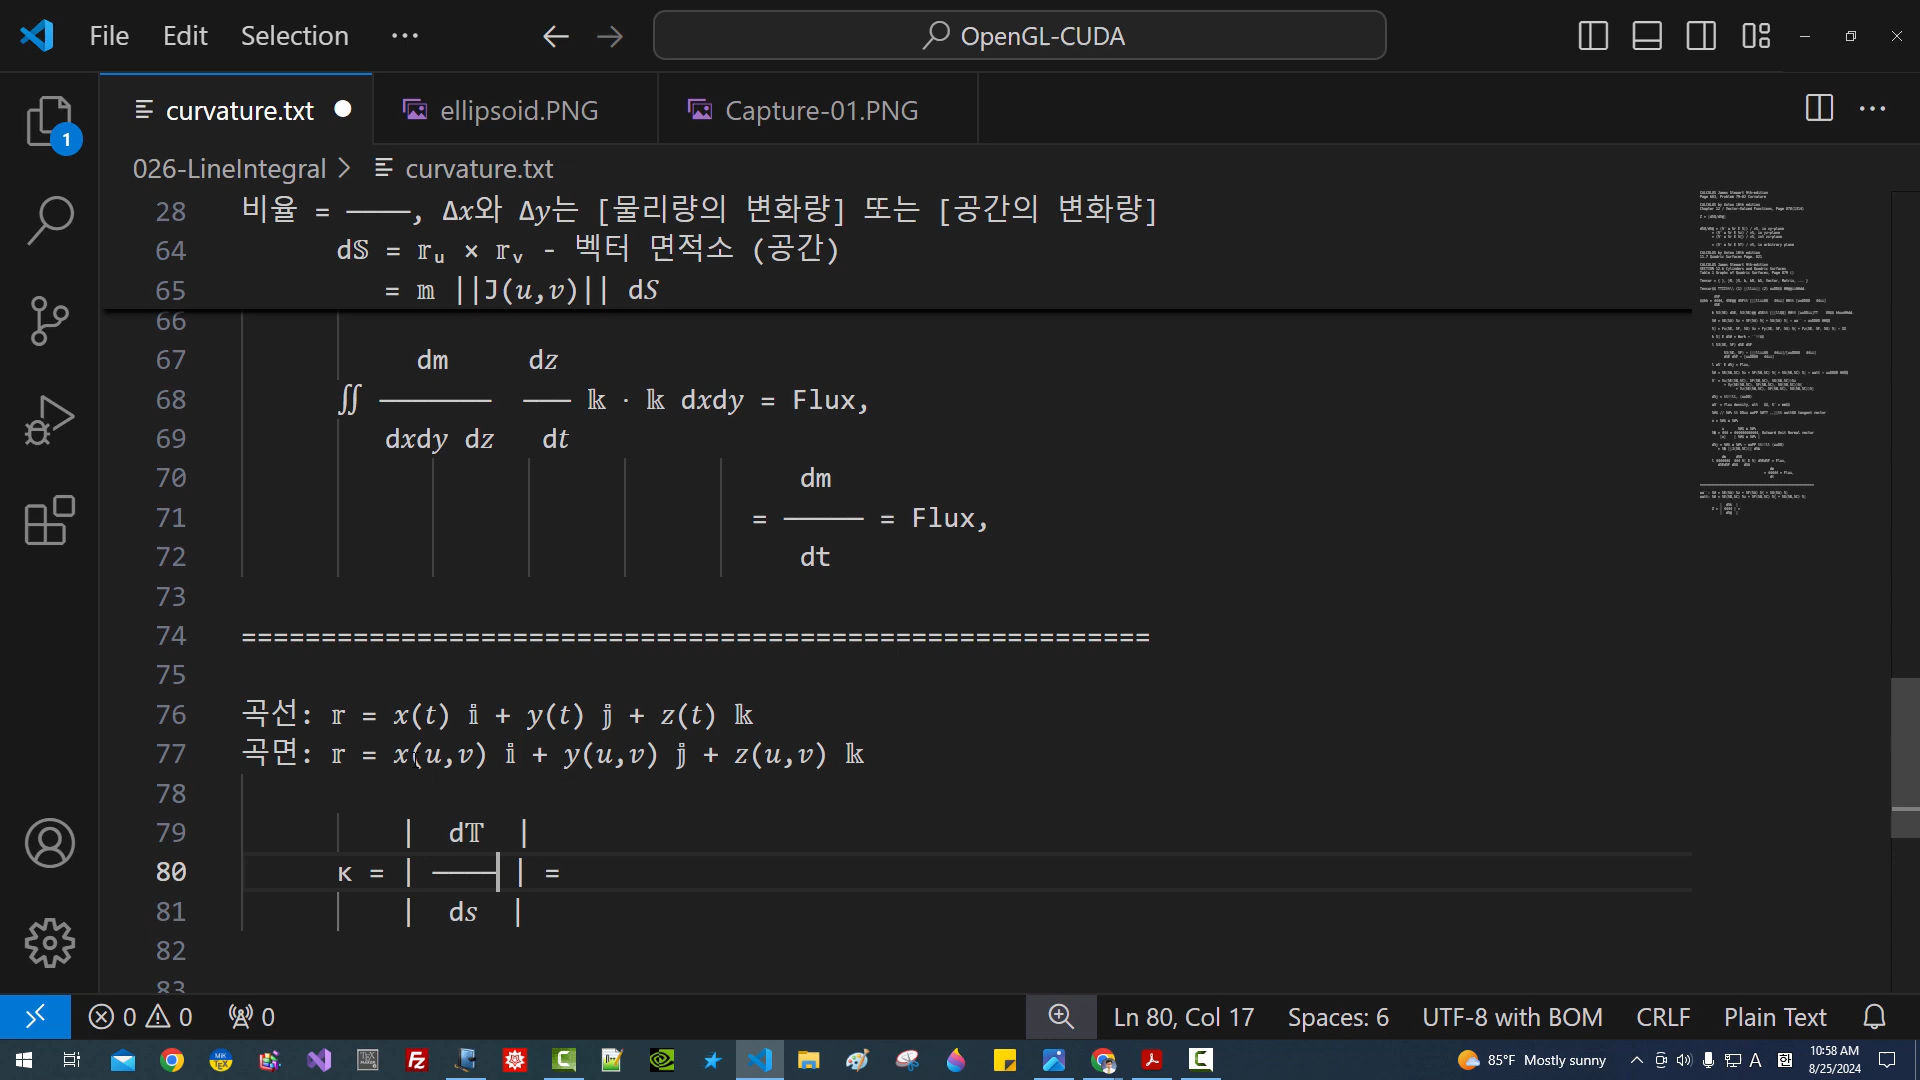 File Edit Selection ··· OpenGL-CUDA
curvature.txt ellipsoid.PNG Capture-01.PNG
026-LineIntegral > curvature.txt
28 비율 = ────, Δx와 Δy는 [물리량의 변화량] 또는 [공간의 변화량]
64 d𝕊 = 𝕣ᵤ × 𝕣ᵥ - 벡터 면적소 (공간)
65 = 𝕞 ||J(u,v)|| dS
66
67 dm dz
68 ∬ ─────── ─── 𝕜 · 𝕜 dxdy = Flux,
69 dxdy dz dt
70 dm
71 = ───── = Flux,
72 dt
73
74 =========================================================
75
76 곡선: 𝕣 = x(t) 𝕚 + y(t) 𝕛 + z(t) 𝕜
77 곡면: 𝕣 = x(u,v) 𝕚 + y(u,v) 𝕛 + z(u,v) 𝕜
78
79 | d𝕋 |
80 κ = | ──── | =
81 | ds |
82
83
1
0 0 0 Ln 80, Col 17 Spaces: 6 UTF-8 with BOM CRLF Plain Text
85°F Mostly sunny A 한 10:58 AM
8/25/2024